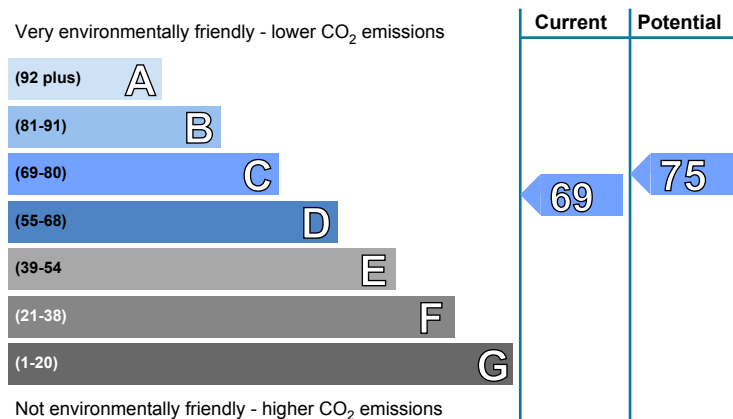 Current Potential
Very environmentally friendly - lower CO₂ emissions
(92 plus) A
(81-91) B
(69-80) C
75
69
(55-68) D
(39-54 E
(21-38) F
(1-20) G
Not environmentally friendly - higher CO₂ emissions